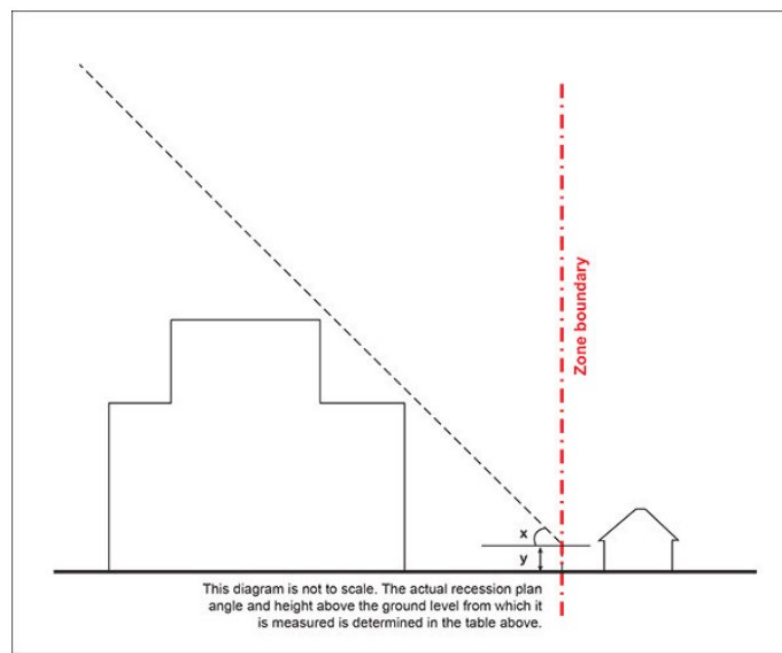 Zone boundary
x
y
This diagram is not to scale. The actual recession plan
angle and height above the ground level from which it
is measured is determined in the table above.